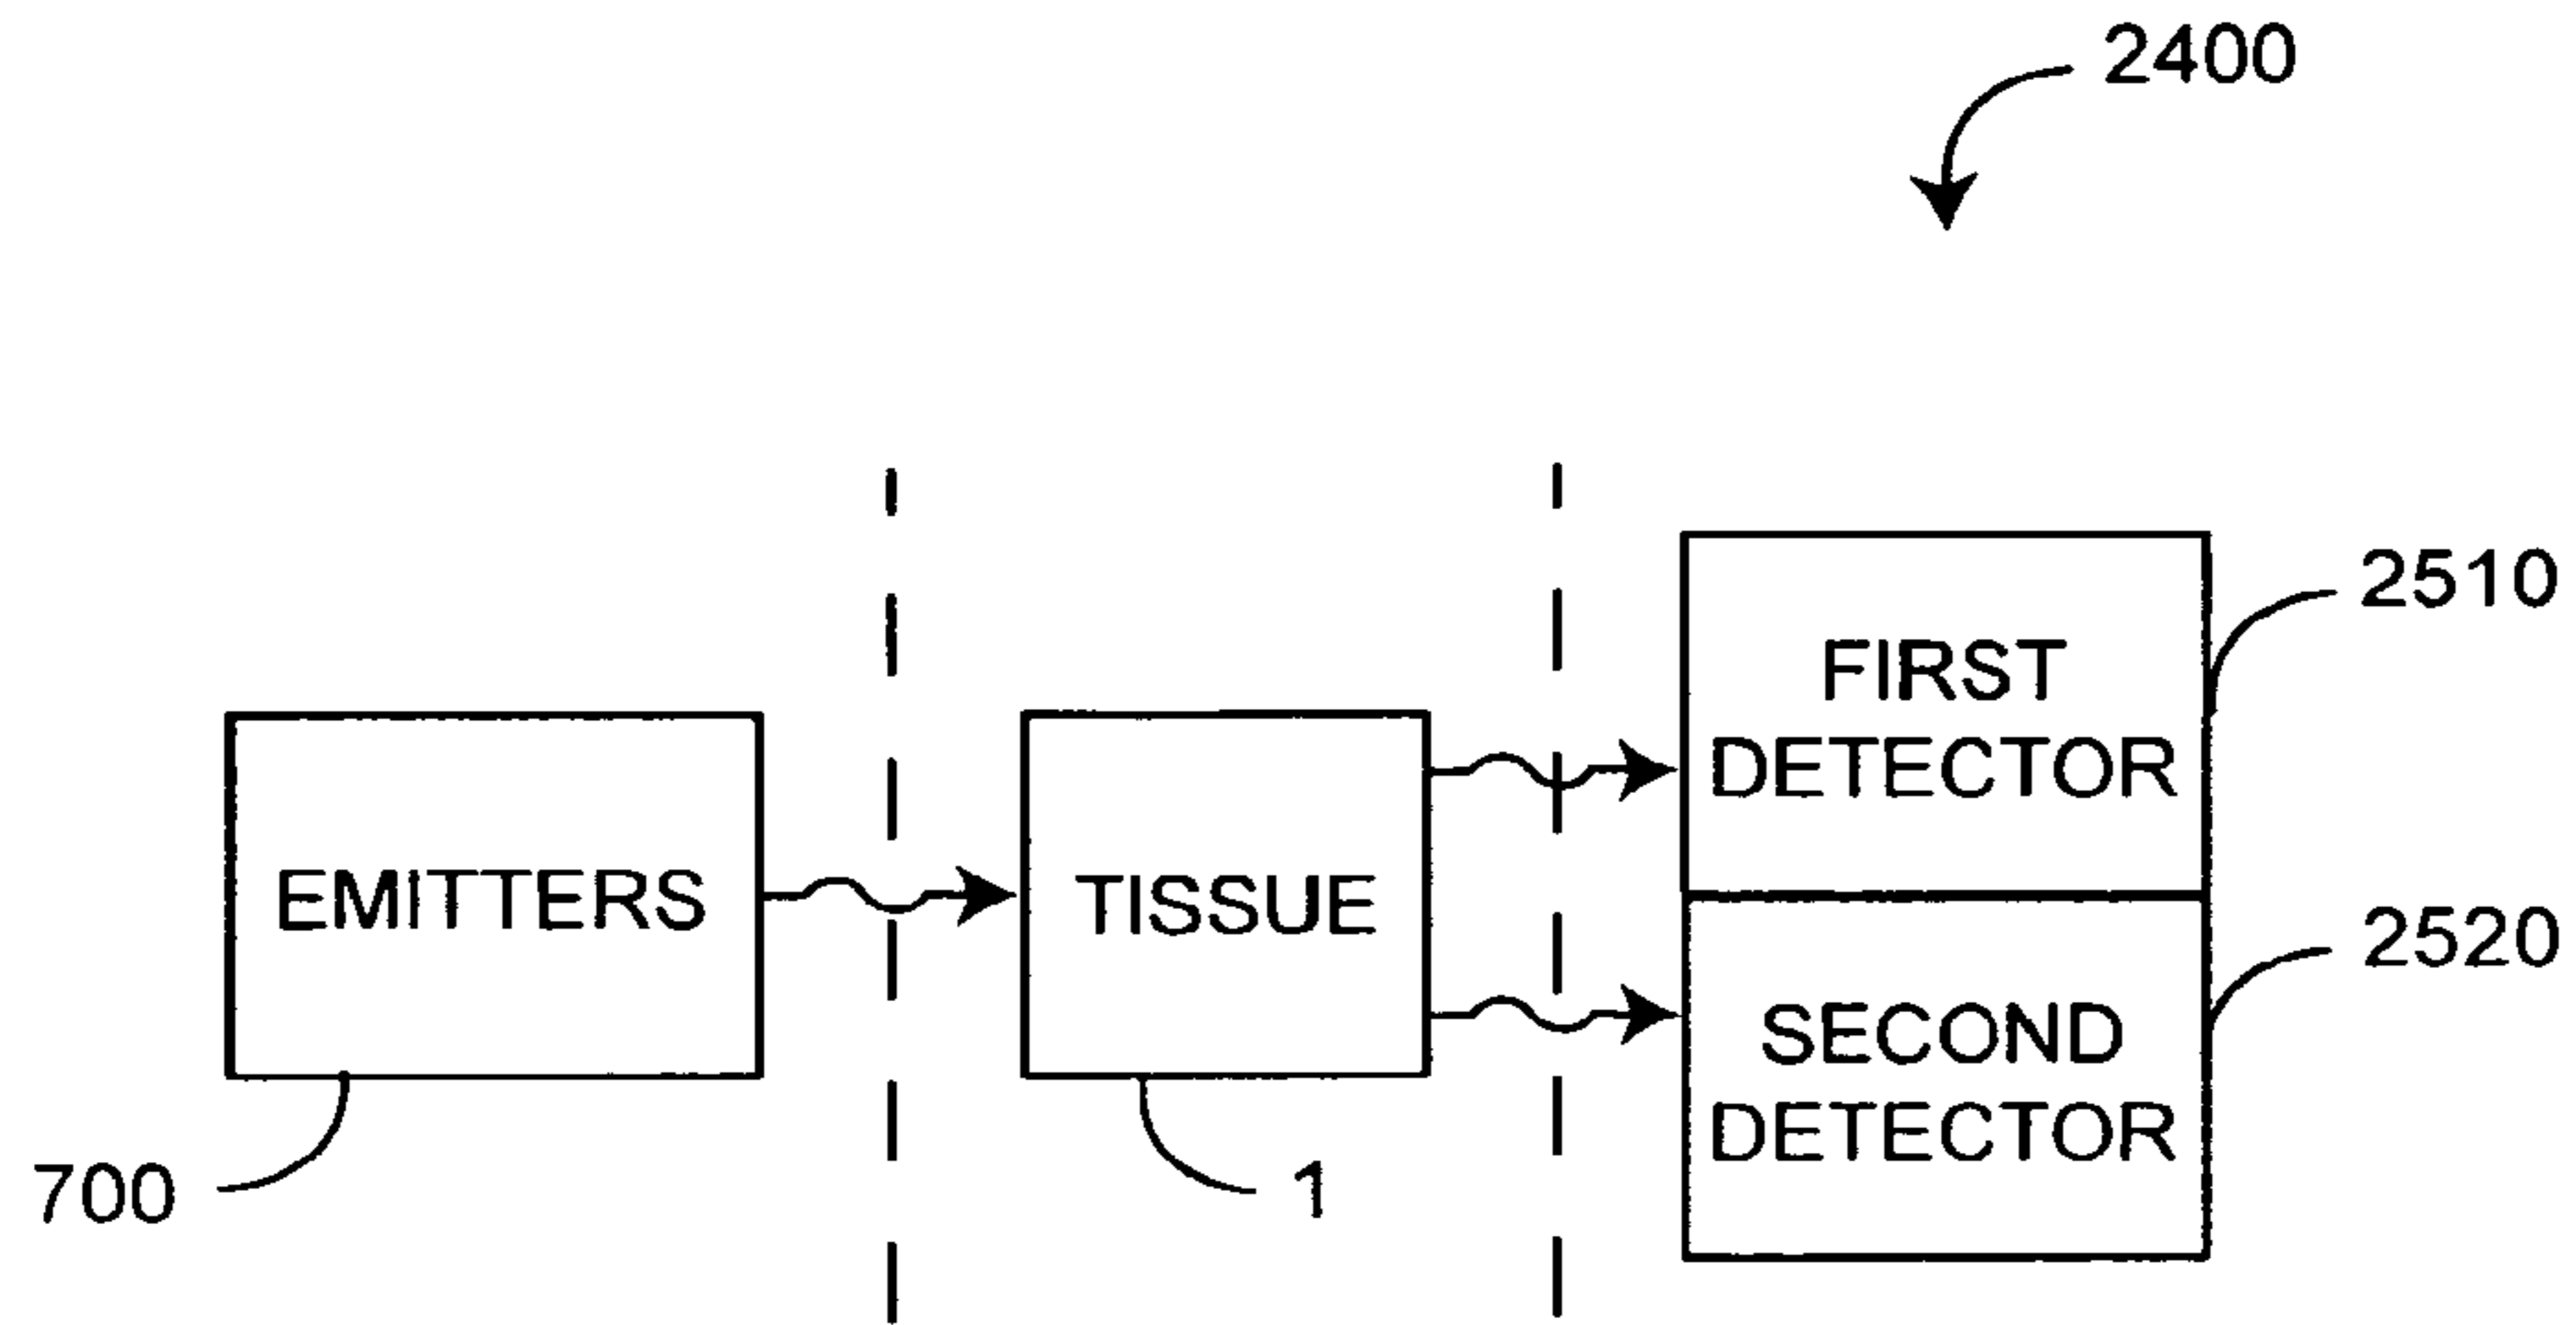 2400
FIRST
DETECTOR
2510
EMITTERS
TISSUE
SECOND
DETECTOR
2520
700
1